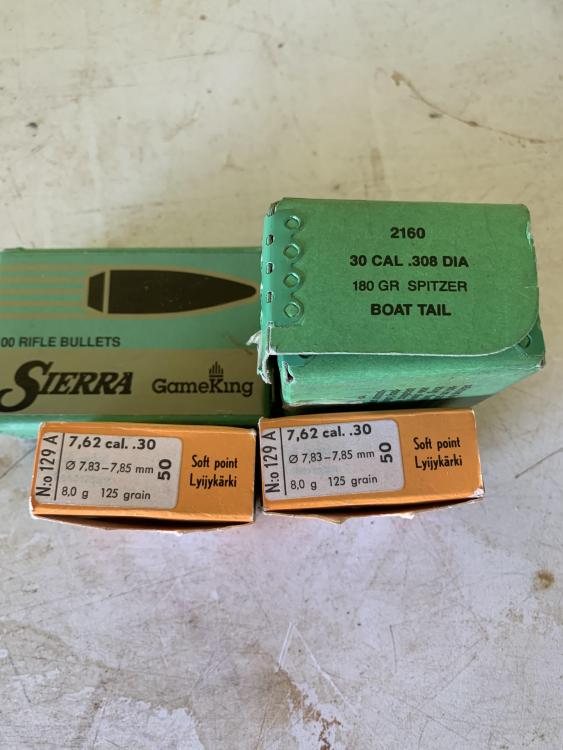 2160
30 CAL .308 DIA
180 GR SPITZER
BOAT TAIL
00 RIFLE BULLETS
SIERRA GameKing
N:o 129 A
7,62 cal. .30
Ø 7,83–7,85 mm
8,0 g 125 grain
50
Soft point
Lyijykärki
N:o 129 A
7,62 cal. .30
Ø 7,83–7,85 mm
8,0 g 125 grain
50
Soft point
Lyijykärki